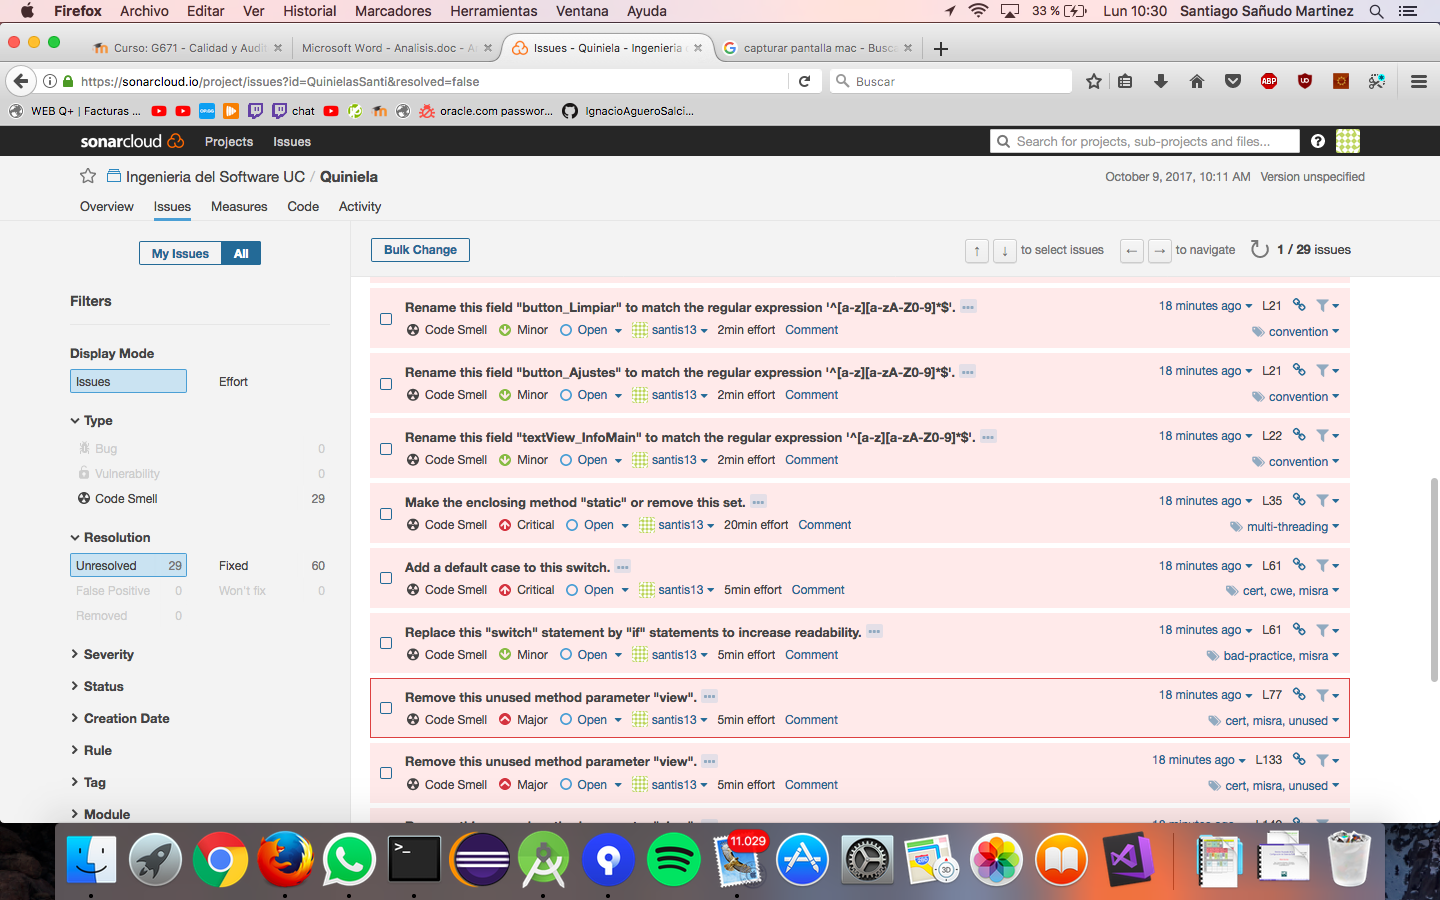 Firefox Archivo Editar Ver Historial Marcadores Herramientas Ventana Ayuda 33 % Lun 10:30 Santiago Sañudo Martinez
Curso: G671 - Calidad y Audit Microsoft Word - Analisis.doc - A Issues - Quiniela - Ingenieria capturar pantalla mac - Busc
https://sonarcloud.io/project/issues?id=QuinielasSanti&resolved=false Buscar
WEB Q+ | Facturas ... chat oracle.com passwor... IgnacioAgueroSalci...
sonarcloud Projects Issues Search for projects, sub-projects and files...
Ingenieria del Software UC / Quiniela October 9, 2017, 10:11 AM Version unspecified
Overview Issues Measures Code Activity
My Issues All Bulk Change ↑ ↓ to select issues ← → to navigate 1 / 29 issues
Filters
Display Mode
Issues Effort
Type
Bug 0
Vulnerability 0
Code Smell 29
Resolution
Unresolved 29 Fixed 60
False Positive 0 Won't fix 0
Removed 0
Severity
Status
Creation Date
Rule
Tag
Module
Rename this field "button_Limpiar" to match the regular expression '^[a-z][a-zA-Z0-9]*$'. 18 minutes ago L21
Code Smell Minor Open santis13 2min effort Comment convention
Rename this field "button_Ajustes" to match the regular expression '^[a-z][a-zA-Z0-9]*$'. 18 minutes ago L21
Code Smell Minor Open santis13 2min effort Comment convention
Rename this field "textView_InfoMain" to match the regular expression '^[a-z][a-zA-Z0-9]*$'. 18 minutes ago L22
Code Smell Minor Open santis13 2min effort Comment convention
Make the enclosing method "static" or remove this set. 18 minutes ago L35
Code Smell Critical Open santis13 20min effort Comment multi-threading
Add a default case to this switch. 18 minutes ago L61
Code Smell Critical Open santis13 5min effort Comment cert, cwe, misra
Replace this "switch" statement by "if" statements to increase readability. 18 minutes ago L61
Code Smell Minor Open santis13 5min effort Comment bad-practice, misra
Remove this unused method parameter "view". 18 minutes ago L77
Code Smell Major Open santis13 5min effort Comment cert, misra, unused
Remove this unused method parameter "view". 18 minutes ago L133
Code Smell Major Open santis13 5min effort Comment cert, misra, unused
11.029